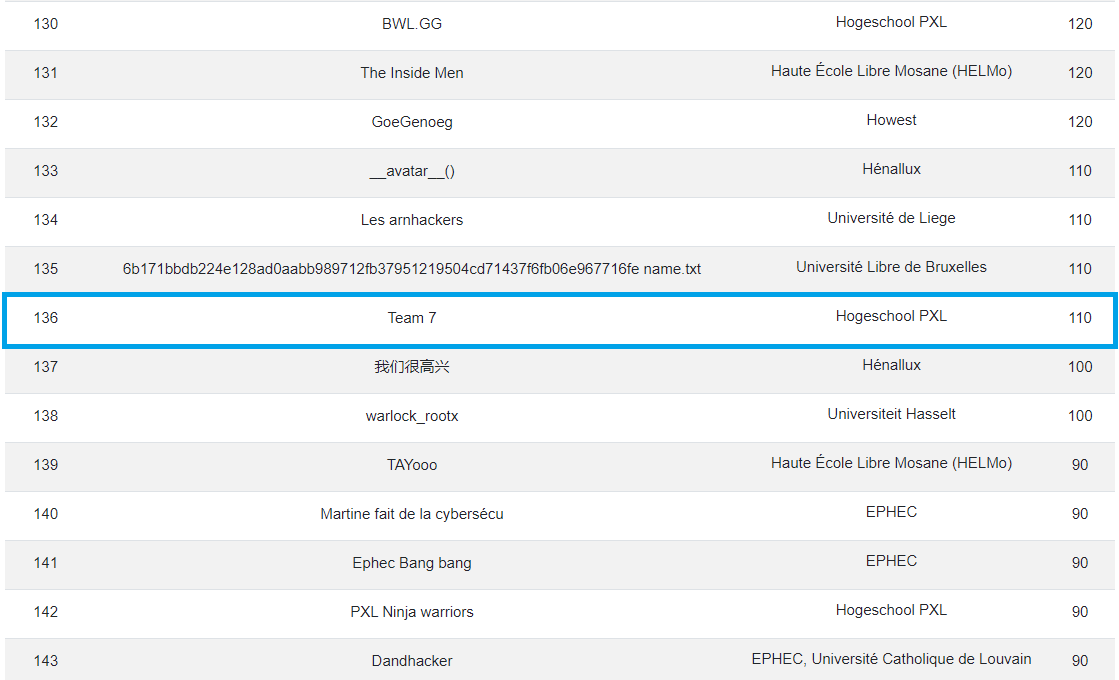 130 BWL.GG Hogeschool PXL 120
131 The Inside Men Haute École Libre Mosane (HELMo) 120
132 GoeGenoeg Howest 120
133 __avatar__() Hénallux 110
134 Les arnhackers Université de Liege 110
135 6b171bbdb224e128ad0aabb989712fb37951219504cd71437f6fb06e967716fe name.txt Université Libre de Bruxelles 110
136 Team 7 Hogeschool PXL 110
137 我们很高兴 Hénallux 100
138 warlock_rootx Universiteit Hasselt 100
139 TAYooo Haute École Libre Mosane (HELMo) 90
140 Martine fait de la cybersécu EPHEC 90
141 Ephec Bang bang EPHEC 90
142 PXL Ninja warriors Hogeschool PXL 90
143 Dandhacker EPHEC, Université Catholique de Louvain 90